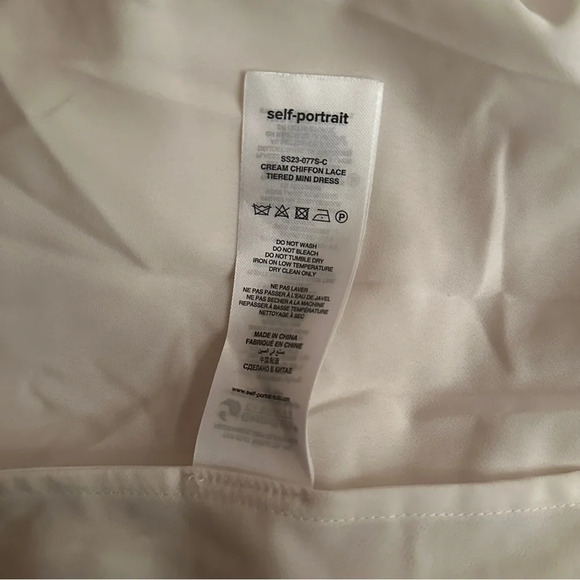 self-portrait
SS23-077S-C
CREAM CHIFFON LACE
TIERED MINI DRESS
DO NOT WASH
DO NOT BLEACH
DO NOT TUMBLE DRY
IRON ON LOW TEMPERATURE
DRY CLEAN ONLY
NE PAS LAVER
NE PAS REPASSER À L'EAU DE JAVEL
NE PAS SECHER A LA MACHINE
REPASSER À BASSE TEMPÉRATURE
NETTOYAGE À SEC
MADE IN CHINA
FABRIQUÉ EN CHINE
صنع في الصين
中国制造
СДЕЛАНО В КИТАЕ